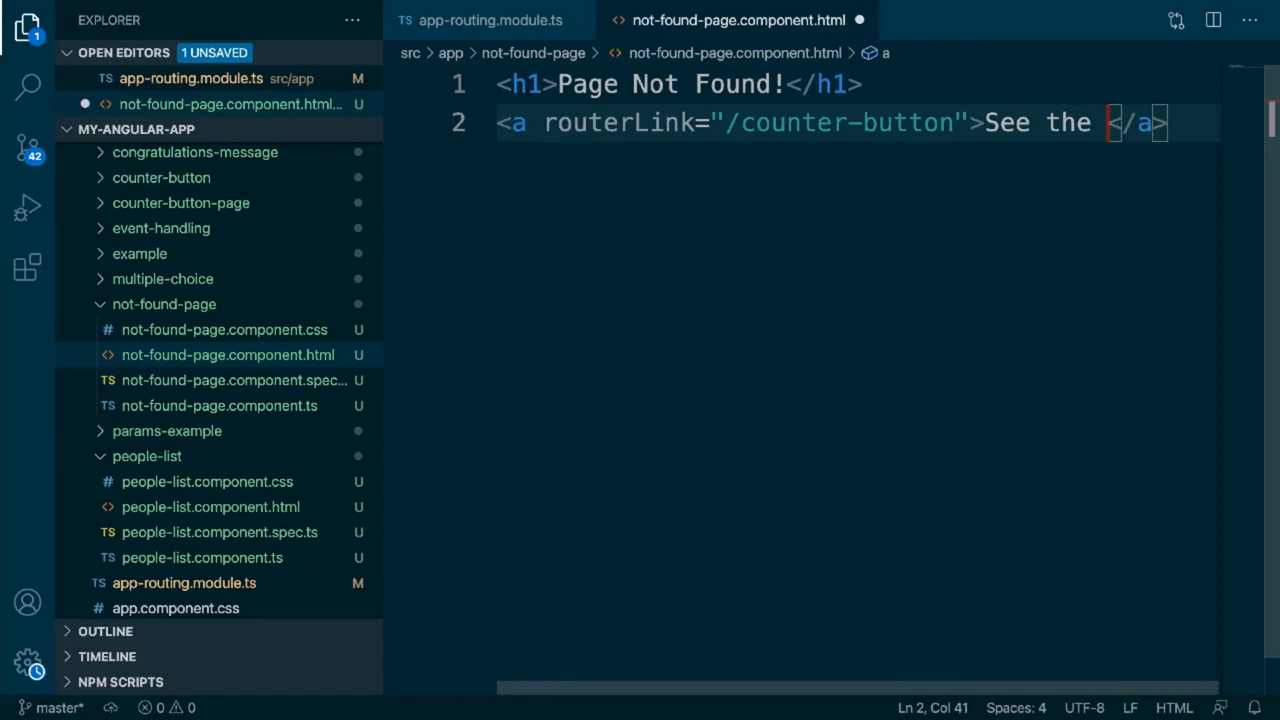 EXPLORER
app-routing.module.ts
not-found-page.component.html
OPEN EDITORS 1 UNSAVED
app-routing.module.ts src/app M
not-found-page.component.html... U
src app not-found-page not-found-page.component.html a
1 <h1>Page Not Found!</h1>
2 <a routerLink="/counter-button">See the </a>
MY-ANGULAR-APP
congratulations-message
counter-button
counter-button-page
event-handling
example
multiple-choice
not-found-page
not-found-page.component.css U
not-found-page.component.html U
not-found-page.component.spec... U
not-found-page.component.ts U
params-example
people-list
people-list.component.css U
people-list.component.html U
people-list.component.spec.ts U
people-list.component.ts U
app-routing.module.ts M
app.component.css
OUTLINE
TIMELINE
NPM SCRIPTS
1
42
master* 0 0 Ln 2, Col 41 Spaces: 4 UTF-8 LF HTML